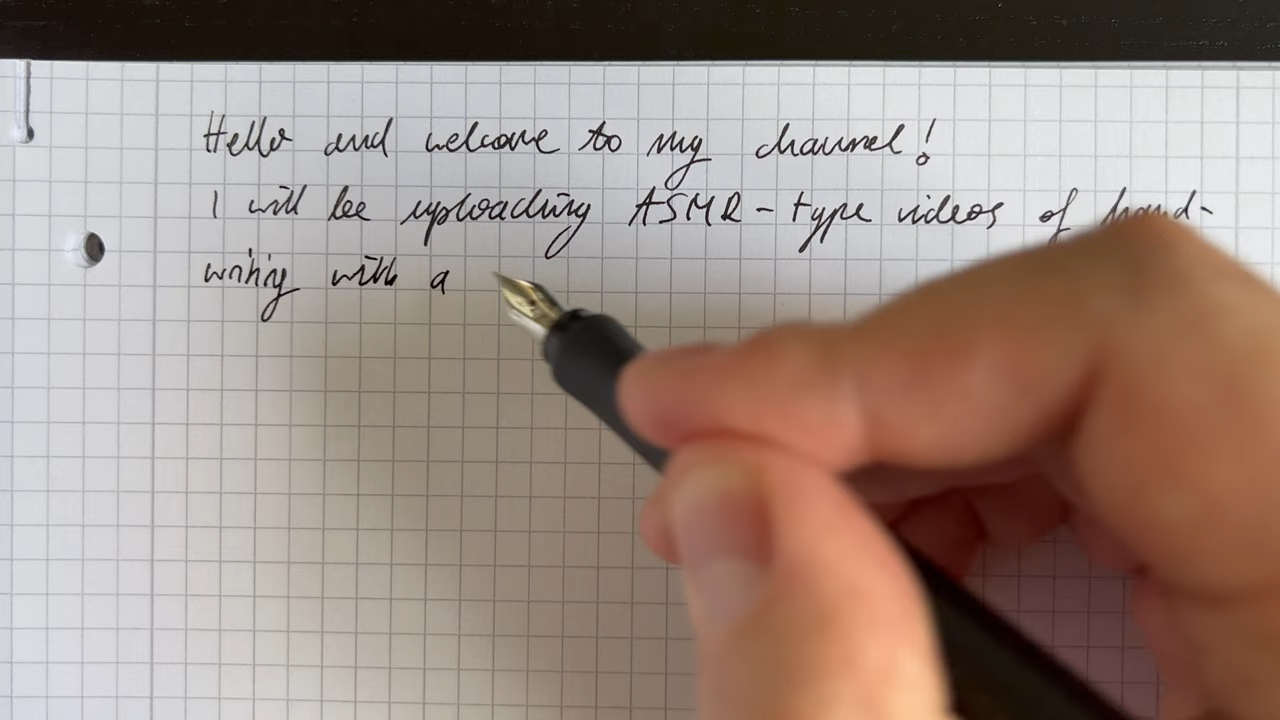 Hello and welcome to my channel!
I will be uploading ASMR-type videos of hand-
writing with a